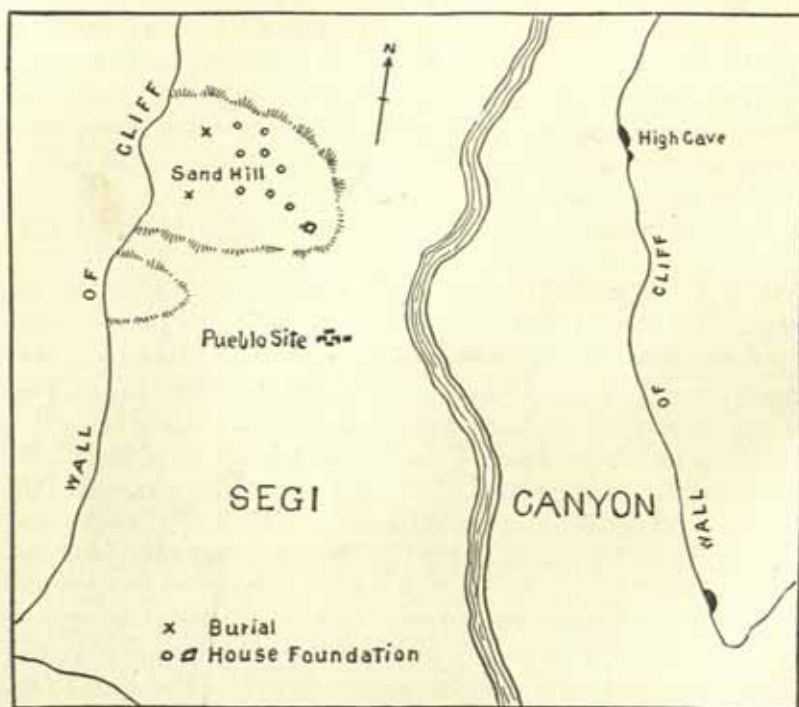 N
CLIFF
OF
WALL
Sand Hill
x
x
High Cave
Pueblo Site
WALL
OF
CLIFF
SEGI
CANYON
x Burial
House Foundation